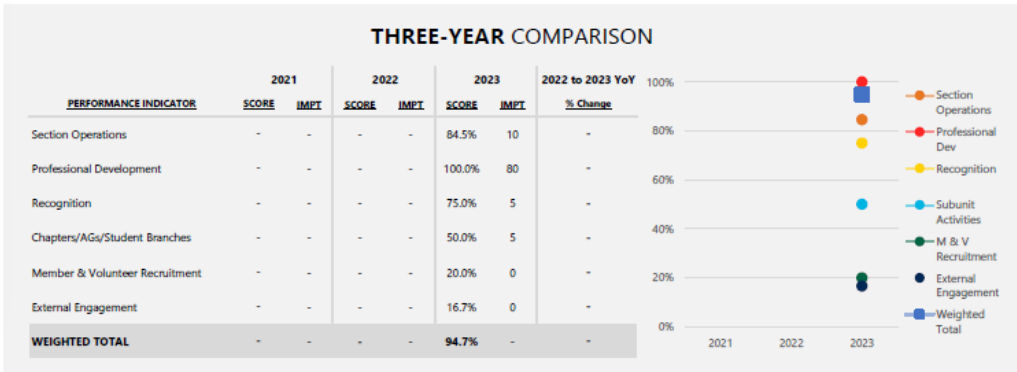 THREE-YEAR COMPARISON
2021 2022 2023 2022 to 2023 YoY
PERFORMANCE INDICATOR SCORE IMPT SCORE IMPT SCORE IMPT % Change
Section Operations - - - - 84.5% 10 -
Professional Development - - - - 100.0% 80 -
Recognition - - - - 75.0% 5 -
Chapters/AGs/Student Branches - - - - 50.0% 5 -
Member & Volunteer Recruitment - - - - 20.0% 0 -
External Engagement - - - - 16.7% 0 -
WEIGHTED TOTAL - - - - 94.7% - -
100%
80%
60%
40%
20%
0%
2021 2022 2023
Section
Operations
Professional
Dev
Recognition
Subunit
Activities
M & V
Recruitment
External
Engagement
Weighted
Total